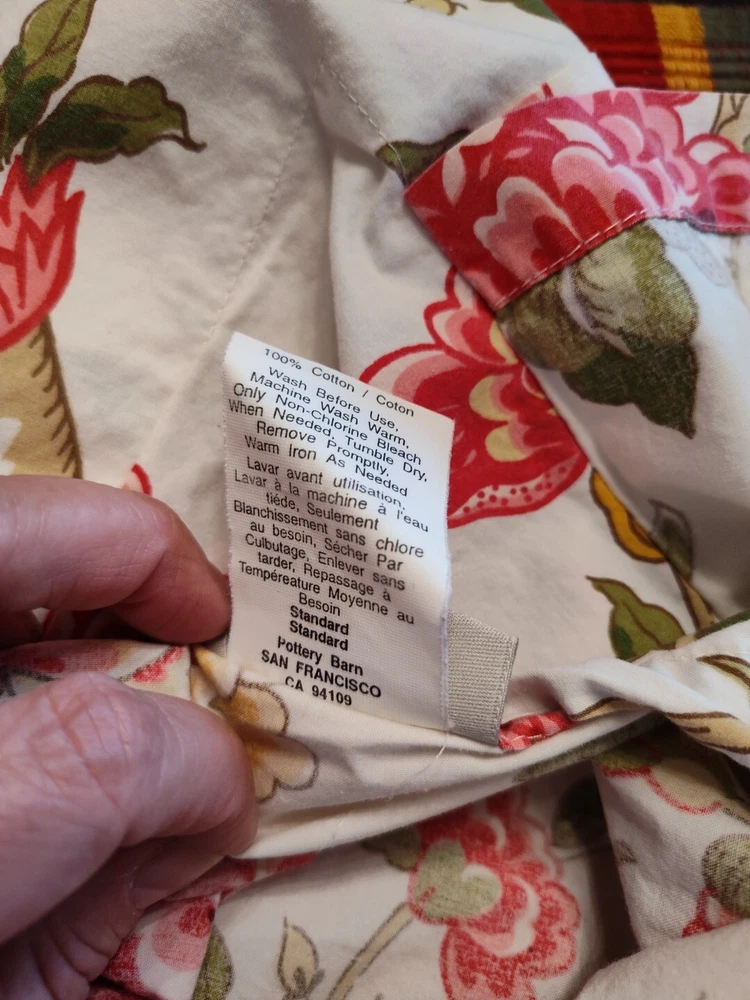 100% Cotton / Coton
Wash Before Use,
Machine Wash Warm,
Only Non-Chlorine Bleach
When Needed, Tumble Dry,
Remove Promptly,
Warm Iron As Needed
Lavar avant utilisation,
Lavar à la machine à l'eau
tiéde, Seulement
Blanchissement sans chlore
au besoin, Sécher Par
Culbutage, Enlever sans
tarder, Repassage à
Tempéreature Moyenne au
Besoin
Standard
Standard
Pottery Barn
SAN FRANCISCO
CA 94109